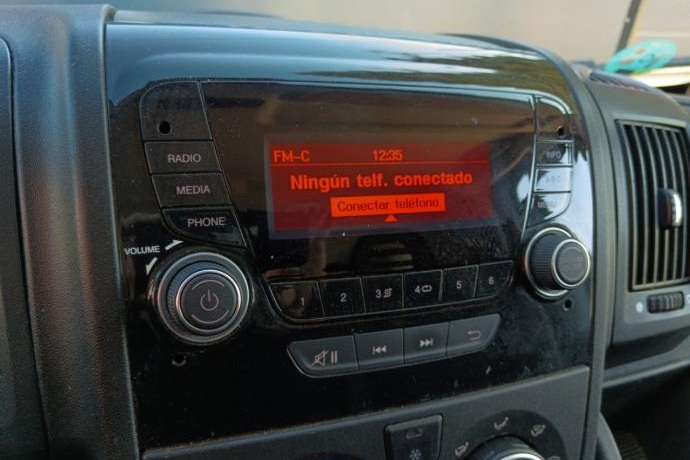 FM-C 12:35
Ningún telf. conectado
Conectar teléfono
RADIO
MEDIA
PHONE
VOLUME
INFO
A-B-C
MENU
1 2 3 4 5 6